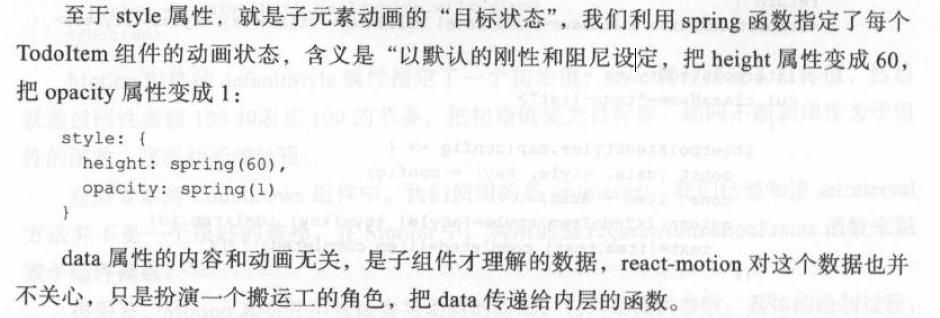 至于 style 属性，就是子元素动画的“目标状态”，我们利用 spring 函数指定了每个
TodoItem 组件的动画状态，含义是“以默认的刚性和阻尼设定，把 height 属性变成 60，
把 opacity 属性变成 1：
style: {
height: spring(60),
opacity: spring(1)
}
data 属性的内容和动画无关，是子组件才理解的数据，react-motion 对这个数据也并
不关心，只是扮演一个搬运工的角色，把 data 传递给内层的函数。